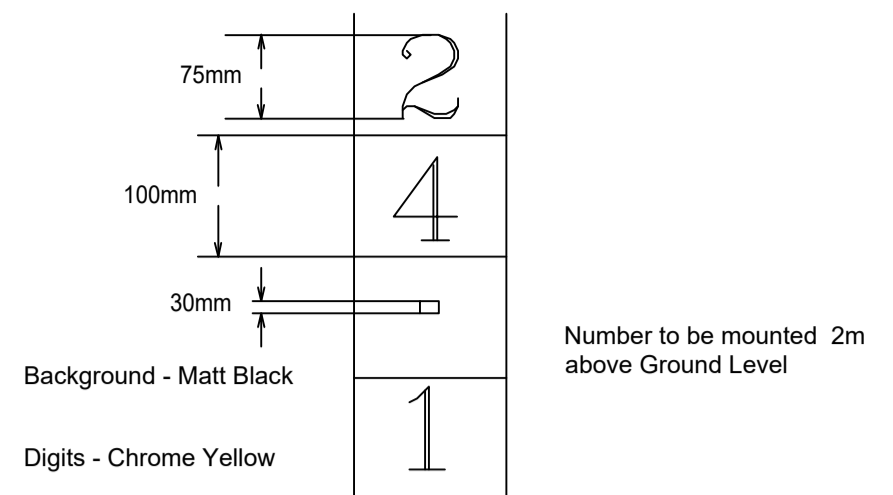 75mm
2
4
100mm
30mm
Number to be mounted 2m
above Ground Level
Background - Matt Black
1
Digits - Chrome Yellow